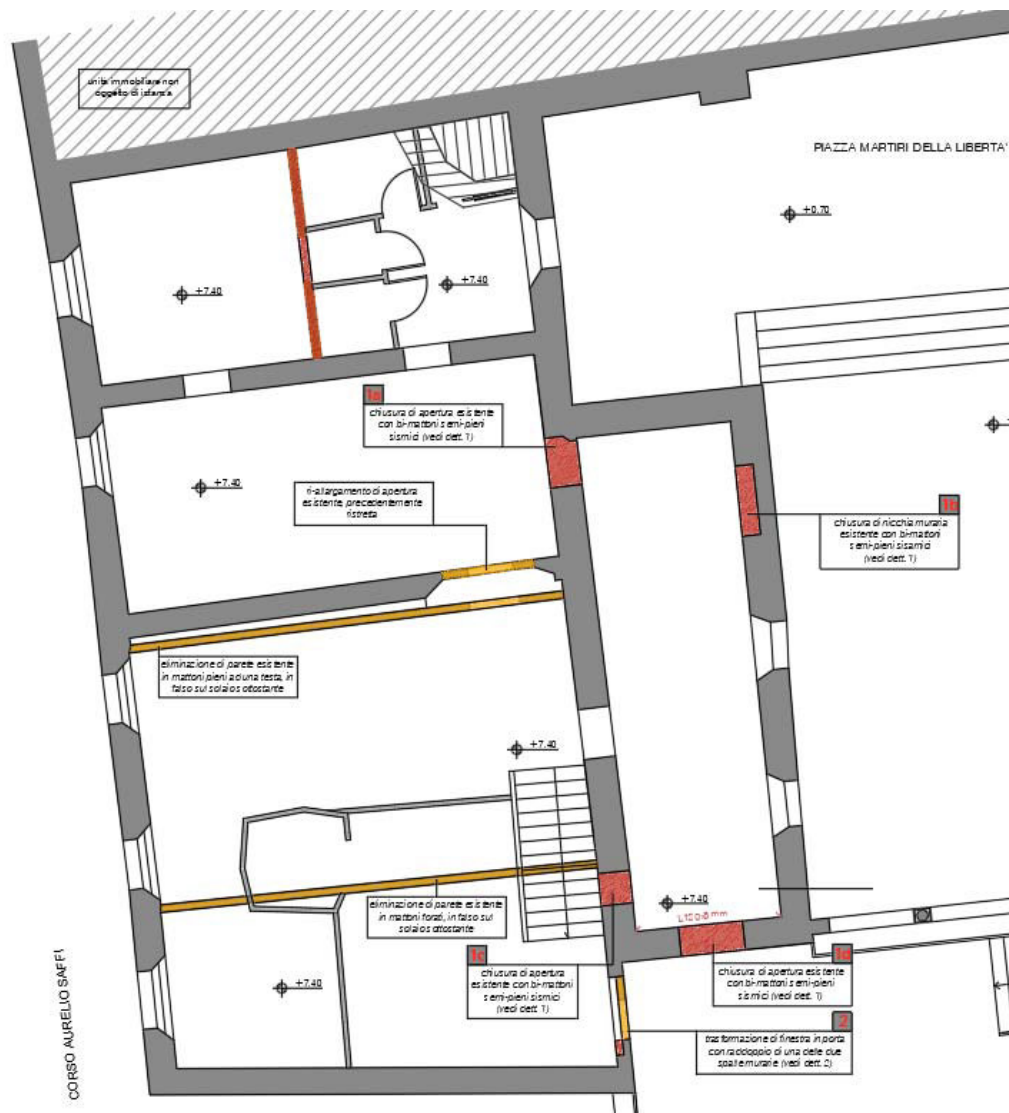 unità immobiliare non
oggetto di istanza
PIAZZA MARTIRI DELLA LIBERTA'
+0.70
+7.40
+7.40
1a
chiusura di apertura esistente
con bi-mattoni semi-pieni
sismici (vedi dett. 1)
+7.40
ri-allargamento di apertura
esistente, precedentemente
ristretta
1b
chiusura di nicchia muraria
esistente con bi-mattoni
semi-pieni sisamici
(vedi dett. 1)
eliminazione di parete esistente
in mattoni pieni ad una testa, in
falso sul solaio sottostante
+7.40
eliminazione di parete esistente
in mattoni forati, in falso sul
solaio sottostante
+7.40
L120-8mm
1c
chiusura di apertura
esistente con bi-mattoni
semi-pieni sismici
(vedi dett. 1)
1d
chiusura di apertura esistente
con bi-mattoni semi-pieni
sismici (vedi dett. 1)
+7.40
2
trasformazione di finestra in porta
con raddoppio di una delle due
spalle murarie (vedi dett. 2)
CORSO AURELIO SAFFI